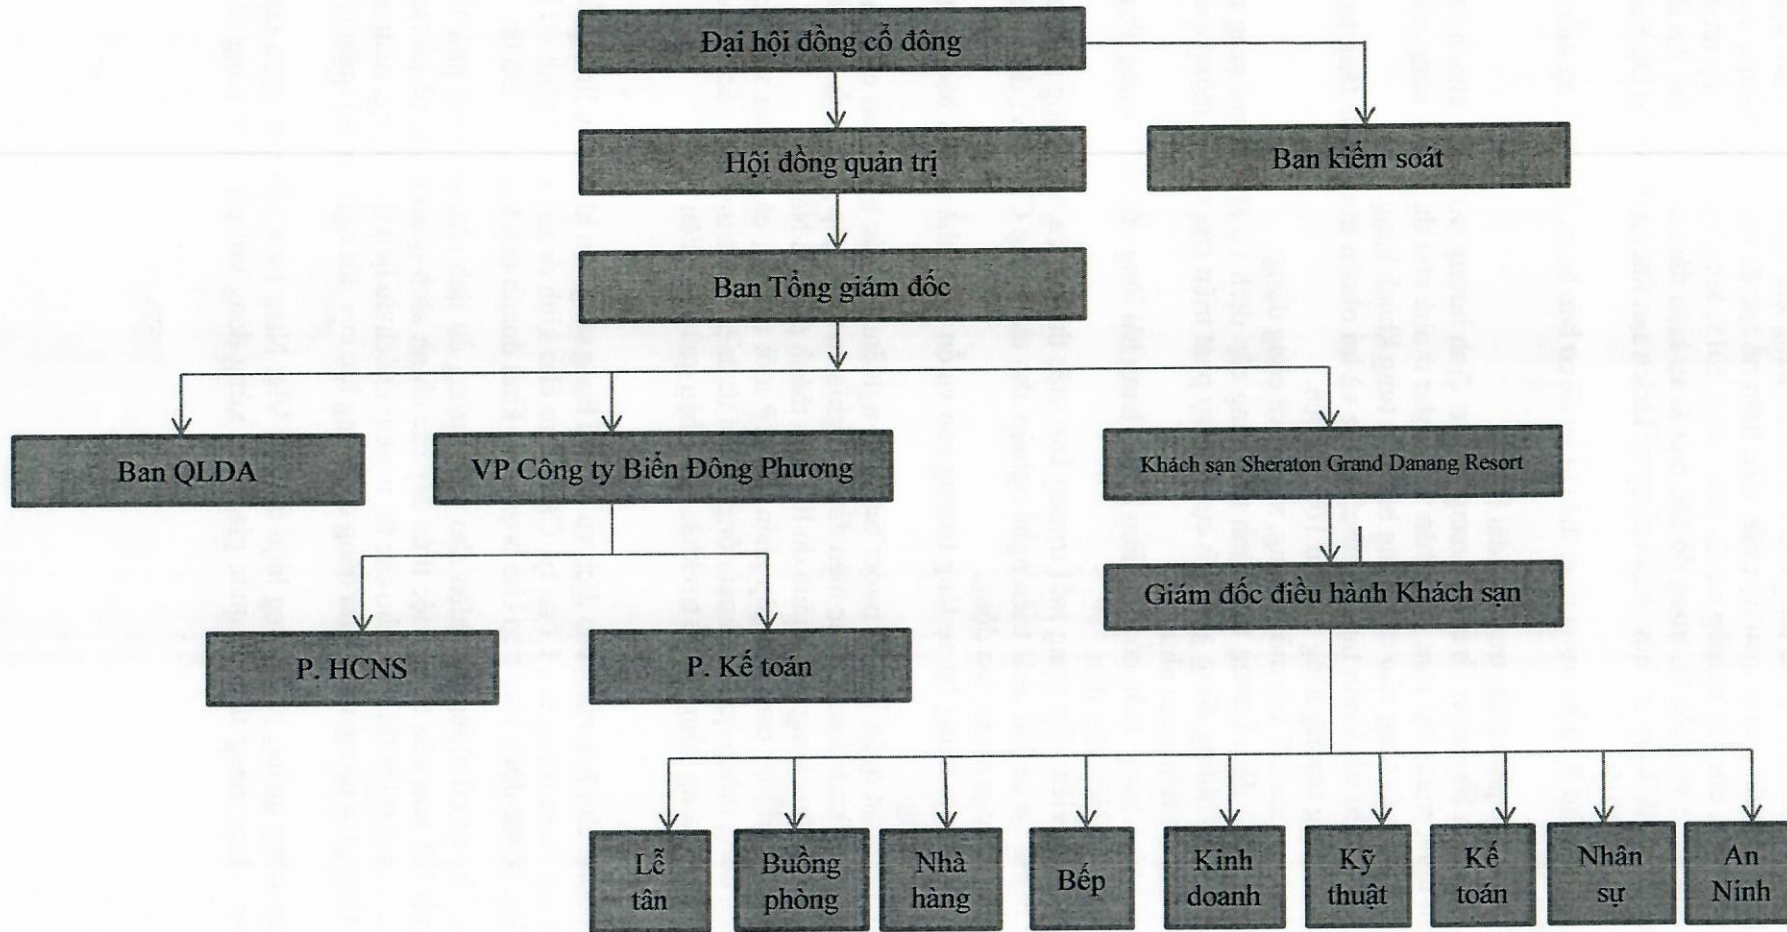 Đại hội đồng cổ đông
Hội đồng quản trị
Ban kiểm soát
Ban Tổng giám đốc
Ban QLDA
VP Công ty Biển Đông Phương
Khách sạn Sheraton Grand Danang Resort
Giám đốc điều hành Khách sạn
P. HCNS
P. Kế toán
Lễ
tân
Buồng
phòng
Nhà
hàng
Bếp
Kinh
doanh
Kỹ
thuật
Kế
toán
Nhân
sự
An
Ninh